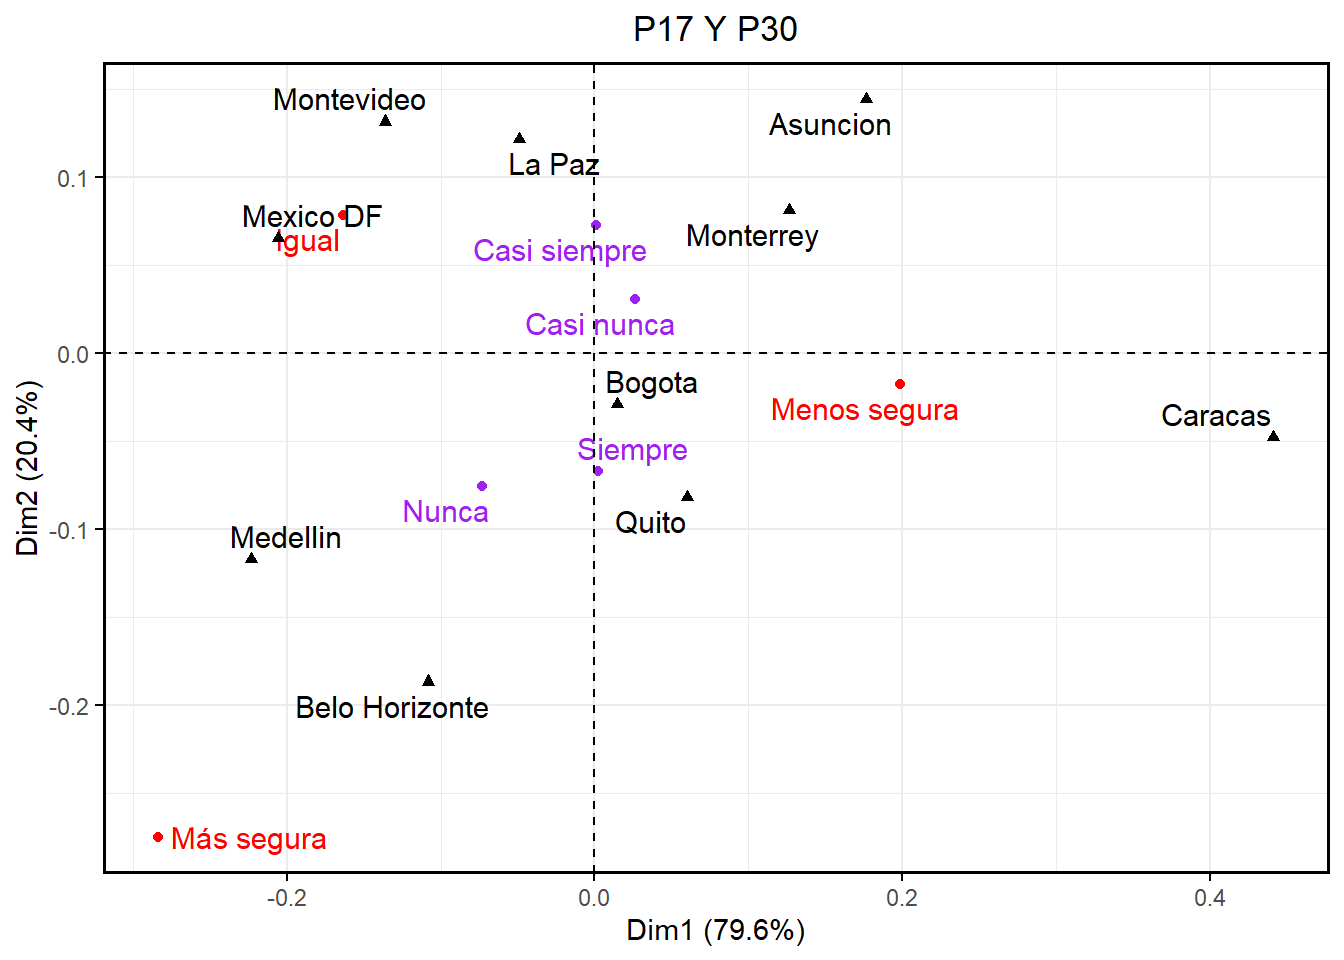 P17 Y P30
Montevideo
Asuncion
La Paz
Mexico DF
Igual
Monterrey
Casi siempre
Casi nunca
Bogota
Menos segura
Caracas
Siempre
Nunca
Quito
Medellin
Belo Horizonte
Más segura
0.1
0.0
-0.1
-0.2
Dim2 (20.4%)
-0.2
0.0
0.2
0.4
Dim1 (79.6%)